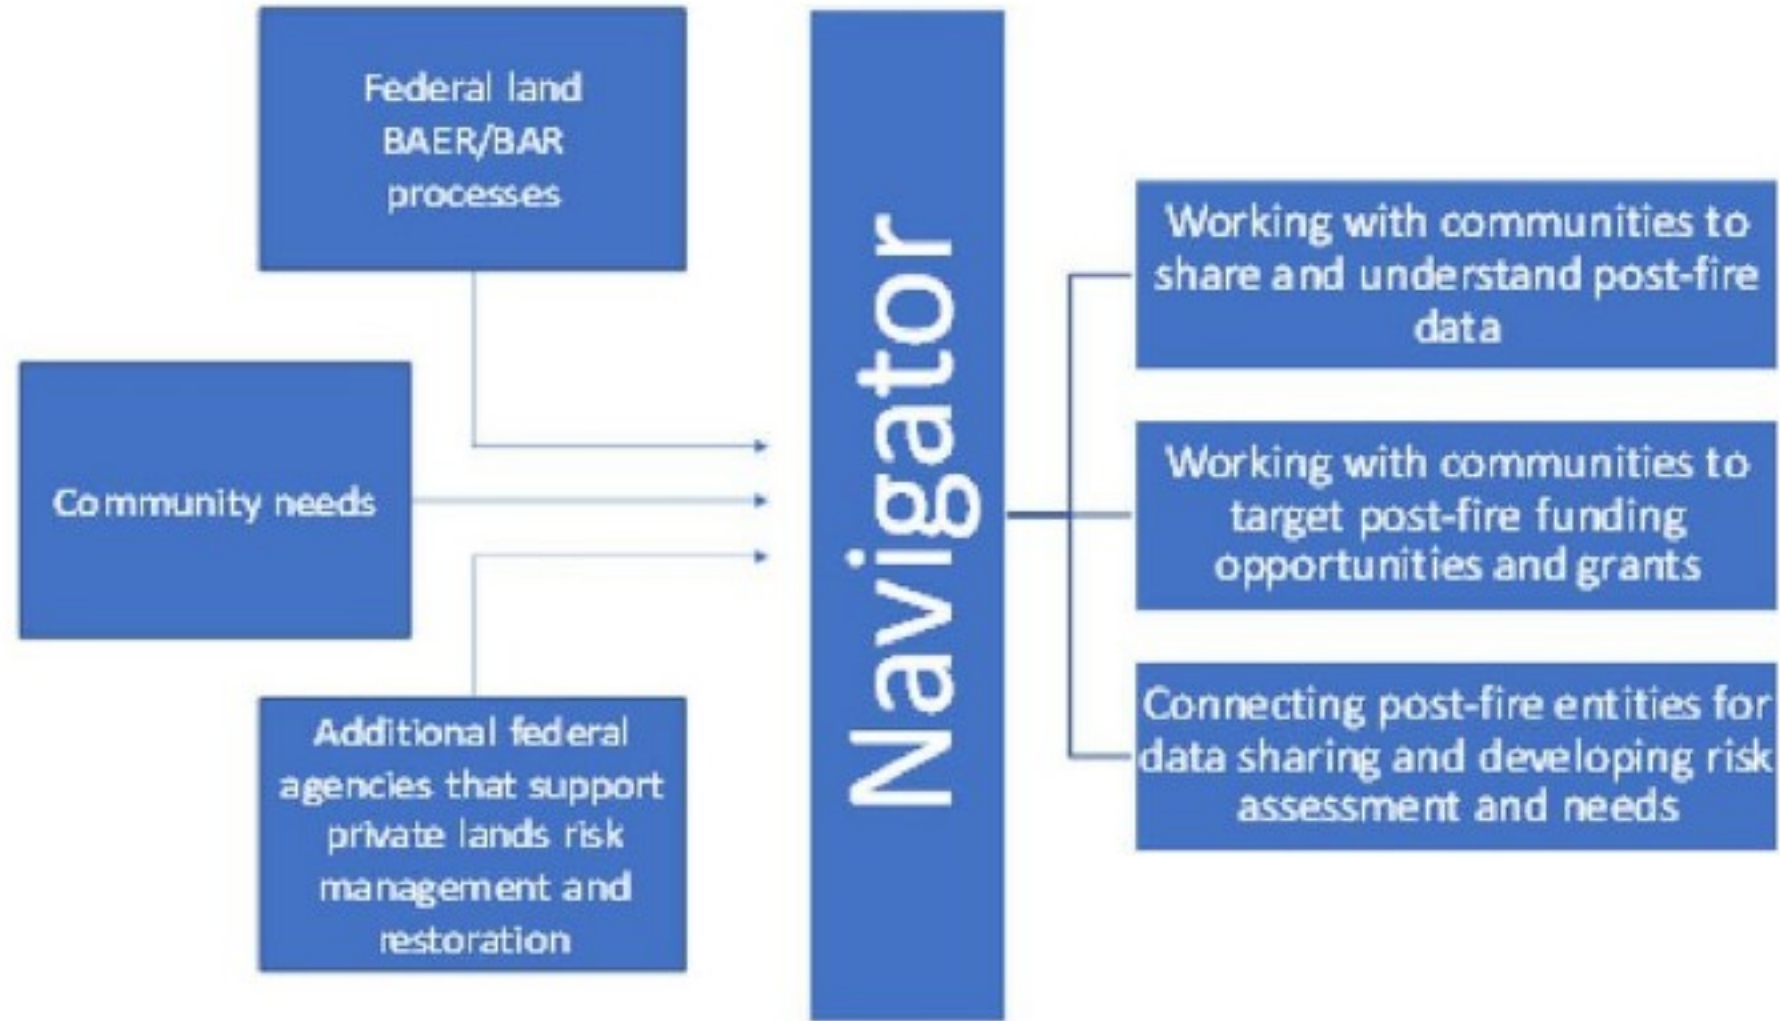 Federal land
BAER/BAR
processes
Community needs
Additional federal
agencies that support
private lands risk
management and
restoration
Navigator
Working with communities to
share and understand post-fire
data
Working with communities to
target post-fire funding
opportunities and grants
Connecting post-fire entities for
data sharing and developing risk
assessment and needs